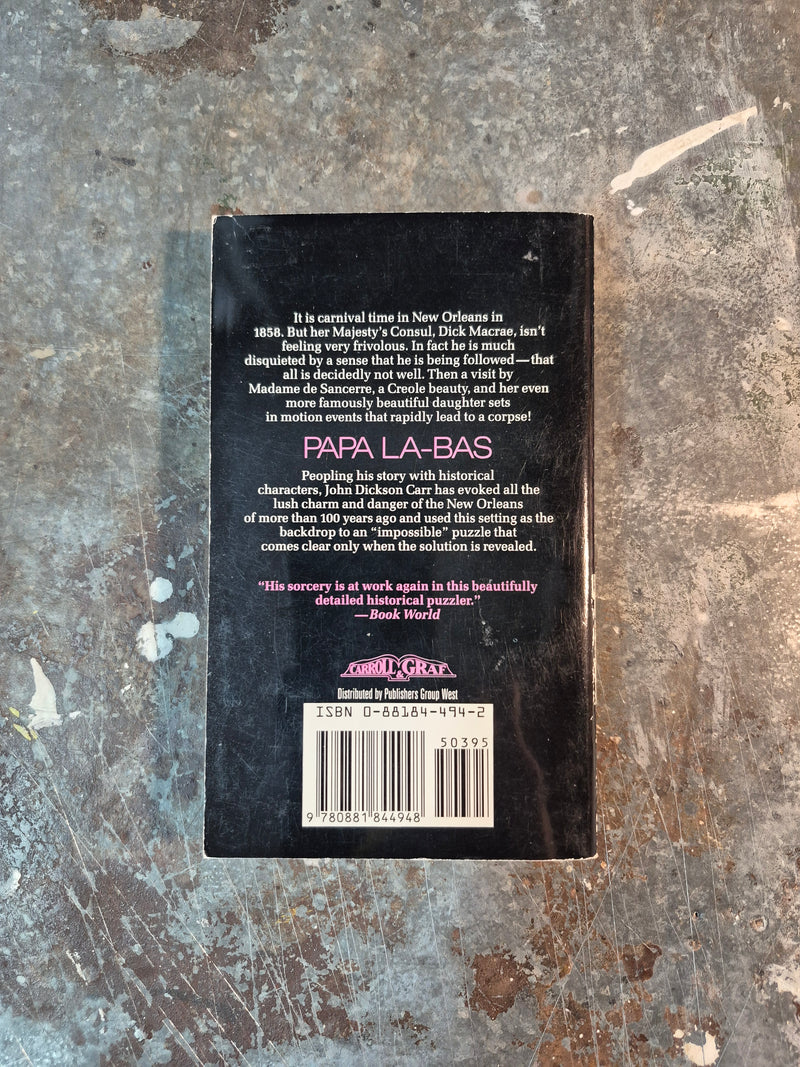 It is carnival time in New Orleans in
1858. But her Majesty's Consul, Dick Macrae, isn't
feeling very frivolous. In fact he is much
disquieted by a sense that he is being followed—that
all is decidedly not well. Then a visit by
Madame de Sancerre, a Creole beauty, and her even
more famously beautiful daughter sets
in motion events that rapidly lead to a corpse!
PAPA LA-BAS
Peopling his story with historical
characters, John Dickson Carr has evoked all the
lush charm and danger of the New Orleans
of more than 100 years ago and used this setting as the
backdrop to an "impossible" puzzle that
comes clear only when the solution is revealed.
"His sorcery is at work again in this beautifully
detailed historical puzzler."
—Book World
CARROLL & GRAF
Distributed by Publishers Group West
ISBN 0-88184-494-2
50395
9 780881 844948